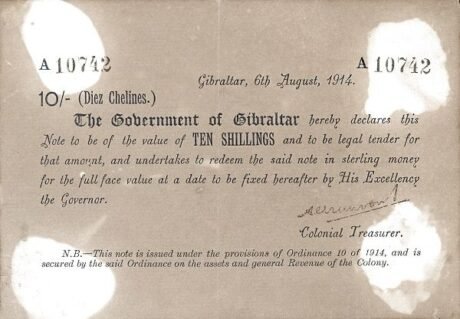 A 10742 A 10742
Gibraltar, 6th August, 1914.
10/- (Diez Chelines.)
The Government of Gibraltar hereby declares this
Note to be of the value of TEN SHILLINGS and to be legal tender for
that amount, and undertakes to redeem the said note in sterling money
for the full face value at a date to be fixed hereafter by His Excellency
the Governor.
Colonial Treasurer.
N.B.—This note is issued under the provisions of Ordinance 10 of 1914, and is
secured by the said Ordinance on the assets and general Revenue of the Colony.